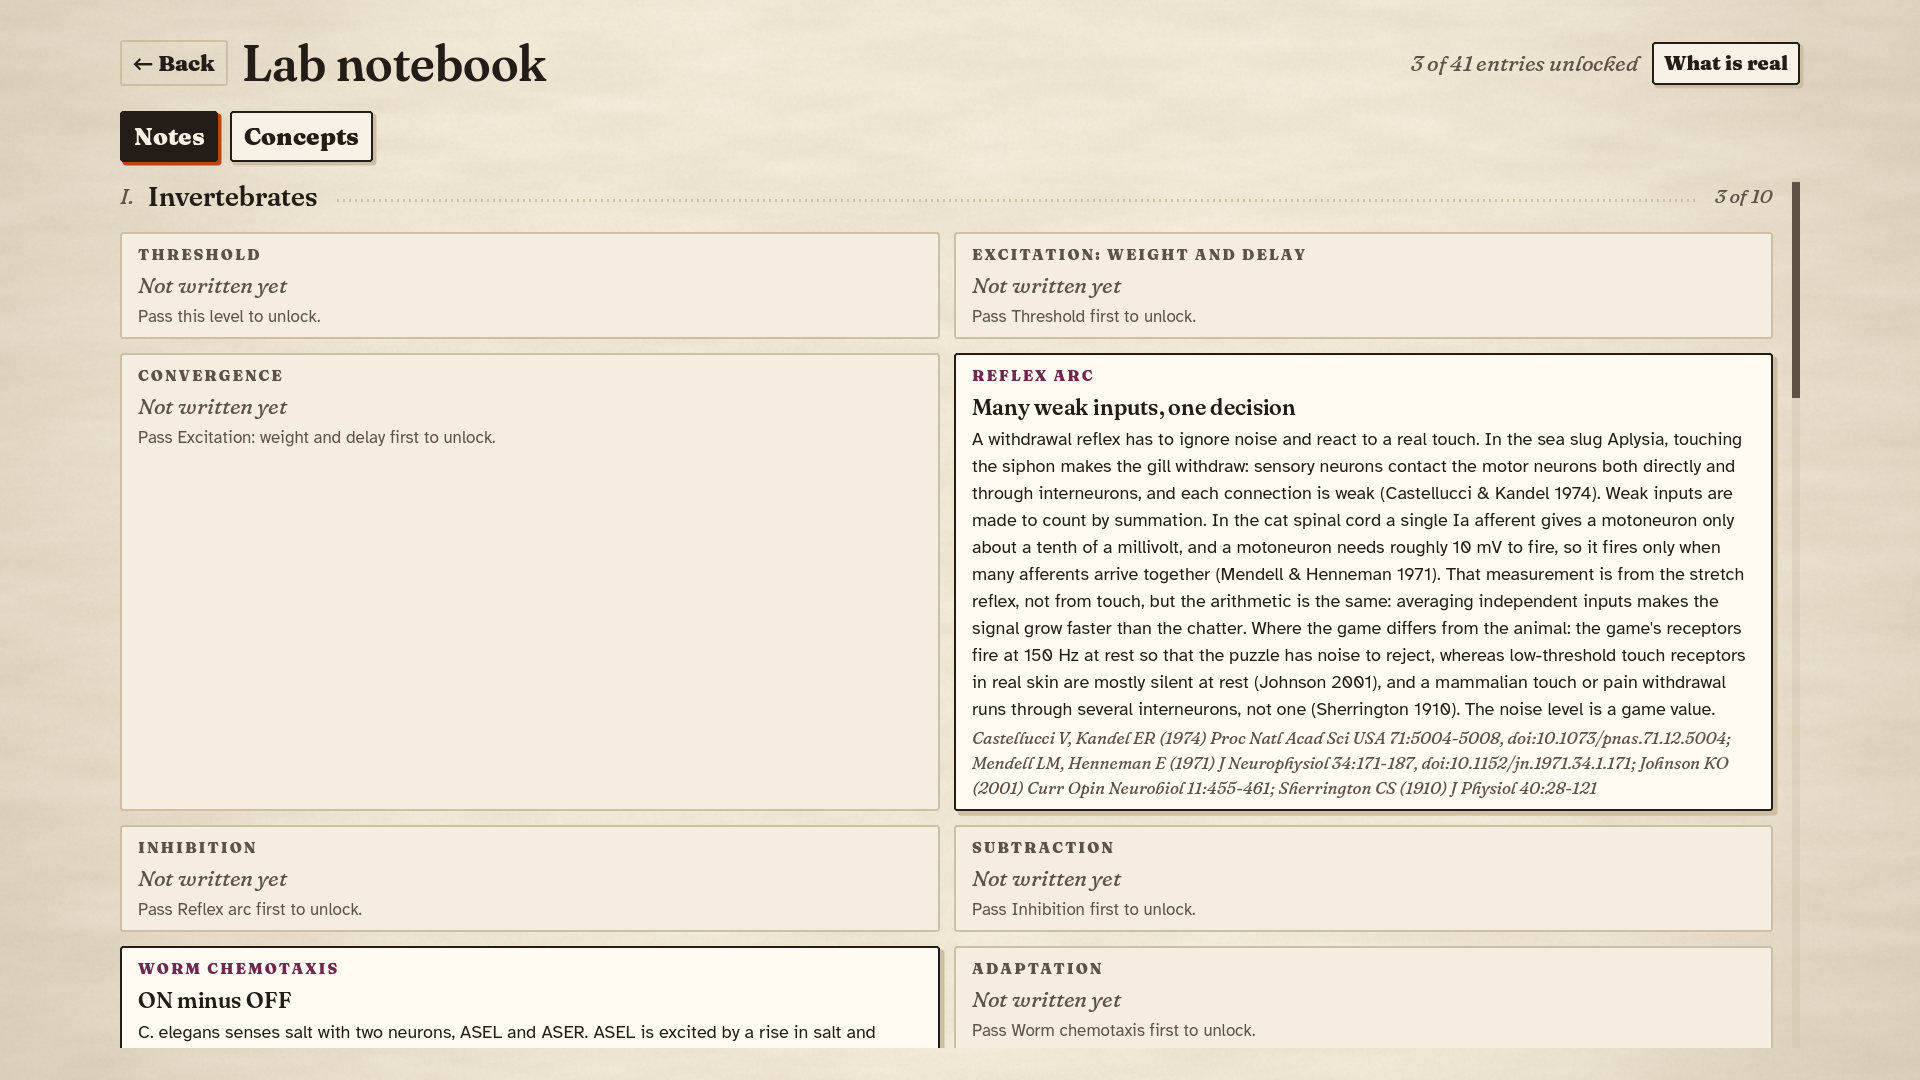 ← Back
Lab notebook
3 of 41 entries unlocked
What is real
Notes
Concepts
I. Invertebrates
3 of 10
THRESHOLD
Not written yet
Pass this level to unlock.
EXCITATION: WEIGHT AND DELAY
Not written yet
Pass Threshold first to unlock.
CONVERGENCE
Not written yet
Pass Excitation: weight and delay first to unlock.
REFLEX ARC
Many weak inputs, one decision
A withdrawal reflex has to ignore noise and react to a real touch. In the sea slug Aplysia, touching
the siphon makes the gill withdraw: sensory neurons contact the motor neurons both directly and
through interneurons, and each connection is weak (Castellucci & Kandel 1974). Weak inputs are
made to count by summation. In the cat spinal cord a single Ia afferent gives a motoneuron only
about a tenth of a millivolt, and a motoneuron needs roughly 10 mV to fire, so it fires only when
many afferents arrive together (Mendell & Henneman 1971). That measurement is from the stretch
reflex, not from touch, but the arithmetic is the same: averaging independent inputs makes the
signal grow faster than the chatter. Where the game differs from the animal: the game's receptors
fire at 150 Hz at rest so that the puzzle has noise to reject, whereas low-threshold touch receptors
in real skin are mostly silent at rest (Johnson 2001), and a mammalian touch or pain withdrawal
runs through several interneurons, not one (Sherrington 1910). The noise level is a game value.
Castellucci V, Kandel ER (1974) Proc Natl Acad Sci USA 71:5004-5008, doi:10.1073/pnas.71.12.5004;
Mendell LM, Henneman E (1971) J Neurophysiol 34:171-187, doi:10.1152/jn.1971.34.1.171; Johnson KO
(2001) Curr Opin Neurobiol 11:455-461; Sherrington CS (1910) J Physiol 40:28-121
INHIBITION
Not written yet
Pass Reflex arc first to unlock.
SUBTRACTION
Not written yet
Pass Inhibition first to unlock.
WORM CHEMOTAXIS
ON minus OFF
C. elegans senses salt with two neurons, ASEL and ASER. ASEL is excited by a rise in salt and
ADAPTATION
Not written yet
Pass Worm chemotaxis first to unlock.